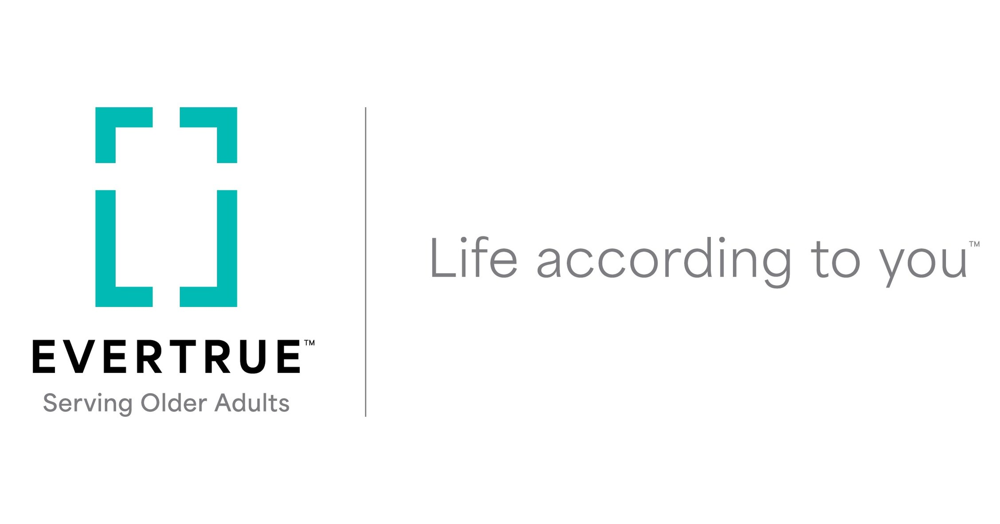 EVERTRUE™
Serving Older Adults
Life according to you™